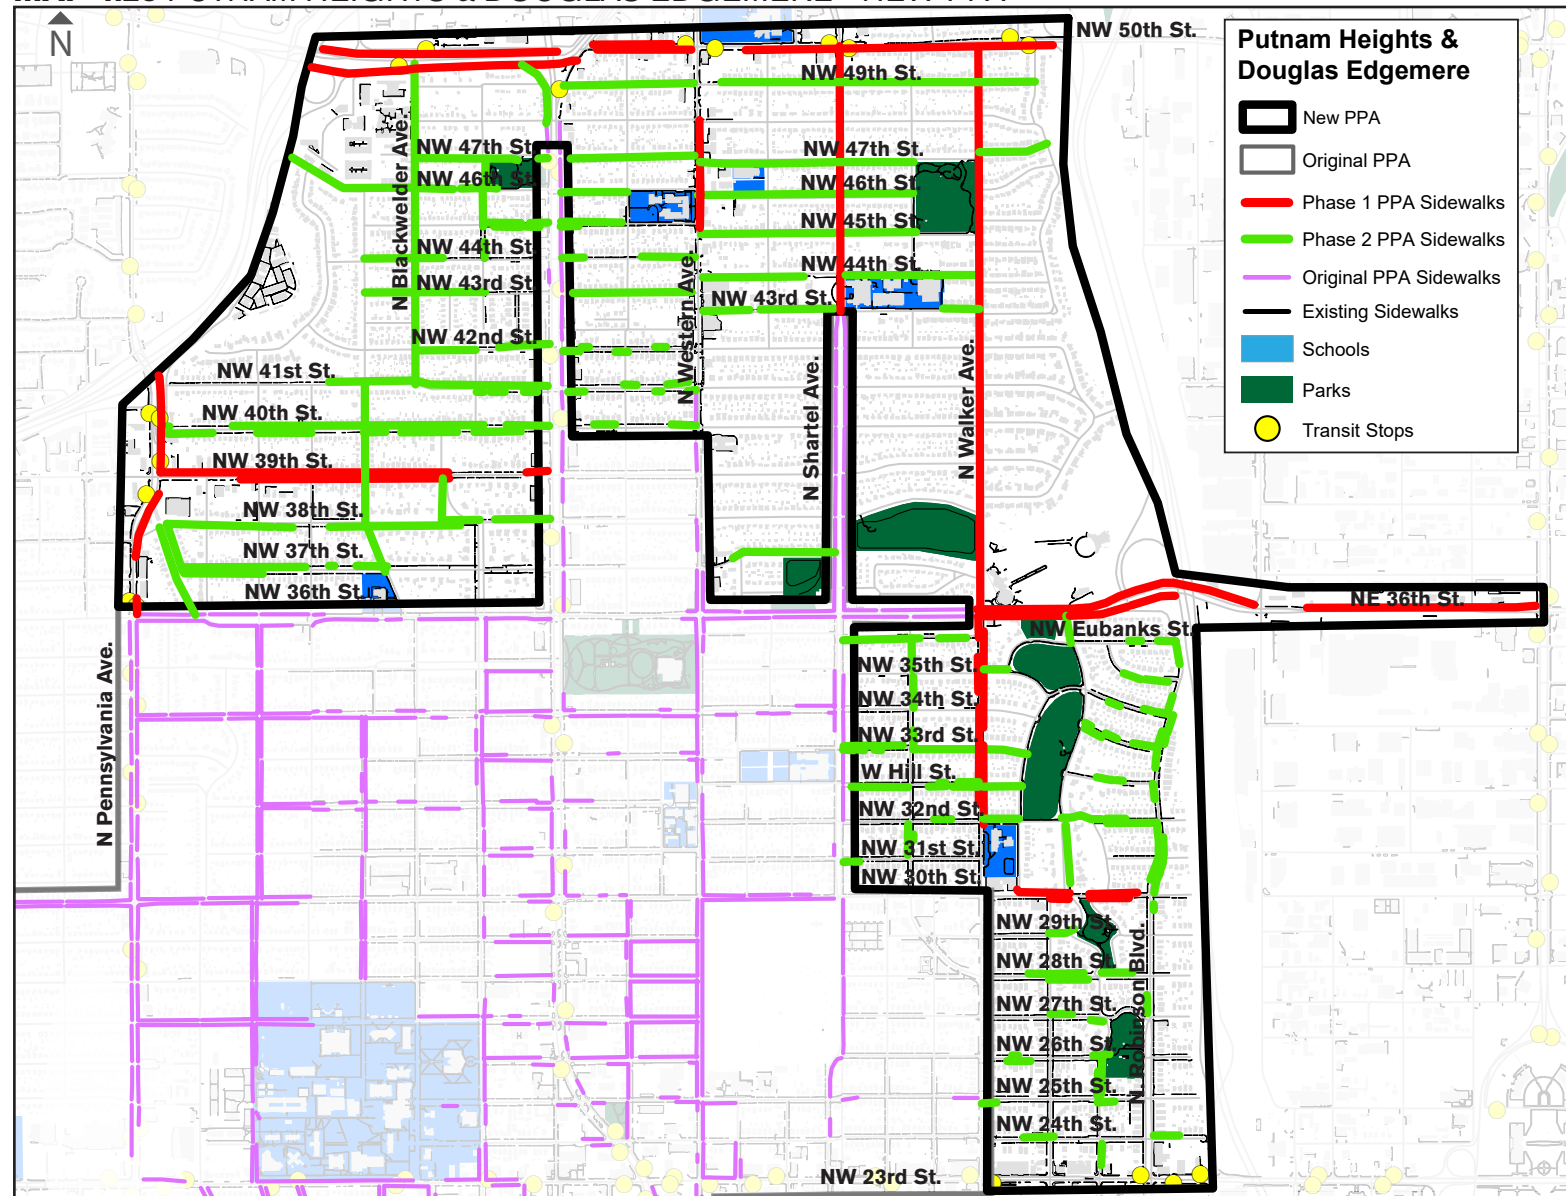 N
NW 50th St.
NW 49th St.
N Blackwelder Ave.
NW 47th St.
NW 47th St.
NW 46th St.
NW 46th St.
NW 45th St.
NW 44th St.
NW 44th St.
NW 43rd St.
NW 43rd St.
N Western Ave.
NW 42nd St.
NW 41st St.
N Shartel Ave.
N Walker Ave.
NW 40th St.
NW 39th St.
NW 38th St.
NW 37th St.
NW 36th St.
NE 36th St.
NW Eubanks St.
N Pennsylvania Ave.
NW 35th St.
NW 34th St.
NW 33rd St.
W Hill St.
NW 32nd St.
NW 31st St.
NW 30th St.
NW 29th St.
NW 28th St.
N. Robinson Blvd.
NW 27th St.
NW 26th St.
NW 25th St.
NW 24th St.
NW 23rd St.
Putnam Heights &
Douglas Edgemere
New PPA
Original PPA
Phase 1 PPA Sidewalks
Phase 2 PPA Sidewalks
Original PPA Sidewalks
Existing Sidewalks
Schools
Parks
Transit Stops